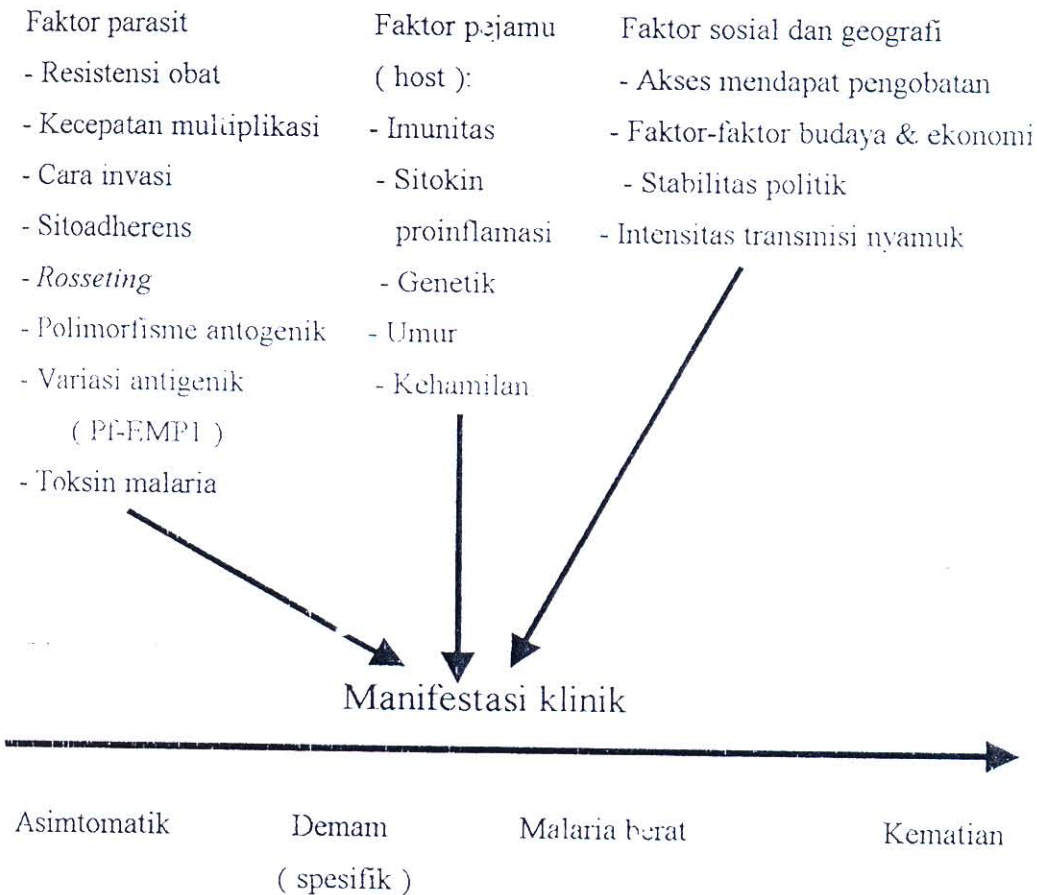 Faktor parasit
- Resistensi obat
- Kecepatan multiplikasi
- Cara invasi
- Sitoadherens
- Rosseting
- Polimorfisme antogenik
- Variasi antigenik
( Pf-EMP1 )
- Toksin malaria
Faktor pejamu
( host ):
- Imunitas
- Sitokin
proinflamasi
- Genetik
- Umur
- Kehamilan
Faktor sosial dan geografi
- Akses mendapat pengobatan
- Faktor-faktor budaya & ekonomi
- Stabilitas politik
- Intensitas transmisi nyamuk
Manifestasi klinik
Asimtomatik
Demam
( spesifik )
Malaria berat
Kematian